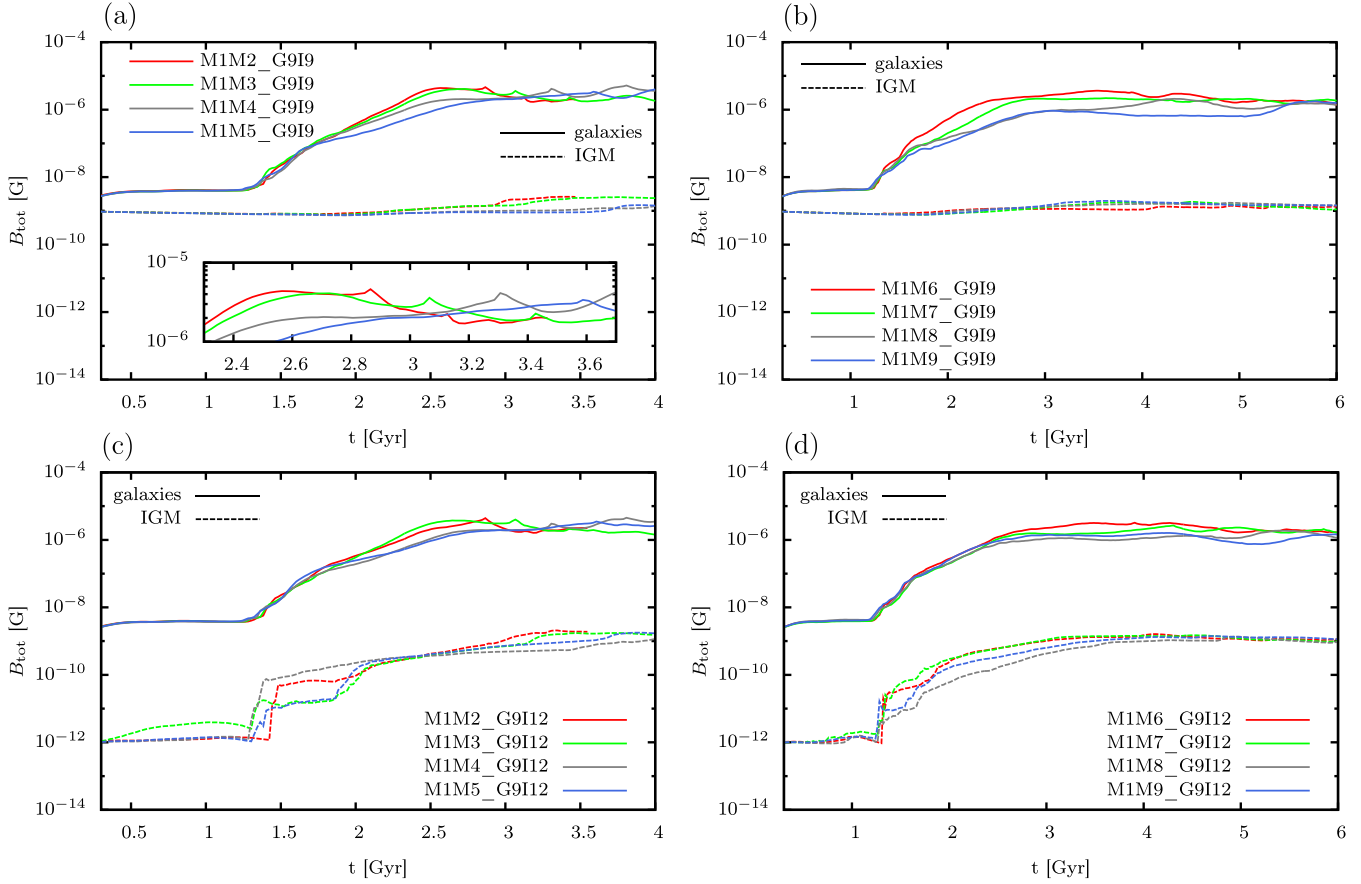 (a)
10−4
10−6
10−8
10−10
10−12
10−14
Btot [G]
M1M2_G9I9
M1M3_G9I9
M1M4_G9I9
M1M5_G9I9
galaxies
IGM
10−5
10−6
2.4 2.6 2.8 3 3.2 3.4 3.6
0.5 1 1.5 2 2.5 3 3.5 4
t [Gyr]
(b)
10−4
10−6
10−8
10−10
10−12
10−14
Btot [G]
galaxies
IGM
M1M6_G9I9
M1M7_G9I9
M1M8_G9I9
M1M9_G9I9
1 2 3 4 5 6
t [Gyr]
(c)
10−4
10−6
10−8
10−10
10−12
10−14
Btot [G]
galaxies
IGM
M1M2_G9I12
M1M3_G9I12
M1M4_G9I12
M1M5_G9I12
0.5 1 1.5 2 2.5 3 3.5 4
t [Gyr]
(d)
10−4
10−6
10−8
10−10
10−12
10−14
Btot [G]
galaxies
IGM
M1M6_G9I12
M1M7_G9I12
M1M8_G9I12
M1M9_G9I12
1 2 3 4 5 6
t [Gyr]